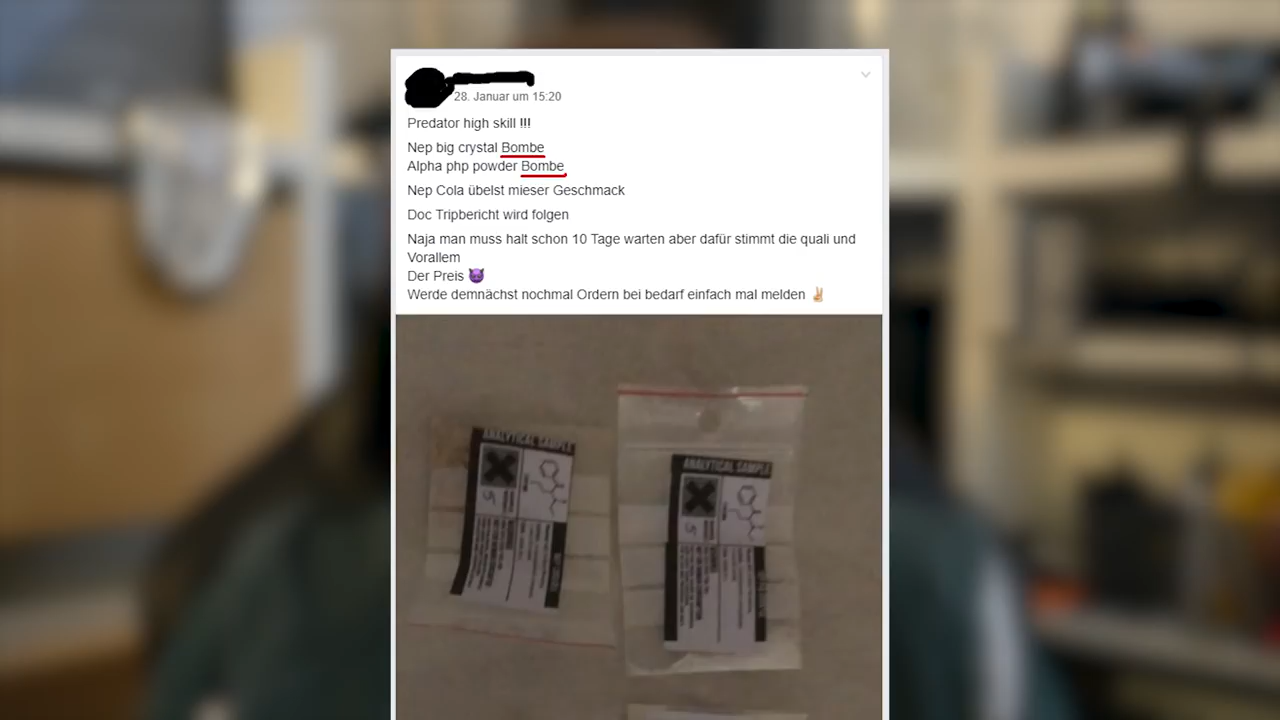 28. Januar um 15:20
Predator high skill !!!
Nep big crystal Bombe
Alpha php powder Bombe
Nep Cola übelst mieser Geschmack
Doc Tripbericht wird folgen
Naja man muss halt schon 10 Tage warten aber dafür stimmt die quali und
Vorallem
Der Preis 😈
Werde demnächst nochmal Ordern bei bedarf einfach mal melden ✌🏼
ANALYTICAL SAMPLE
5
ANALYTICAL SAMPLE
5